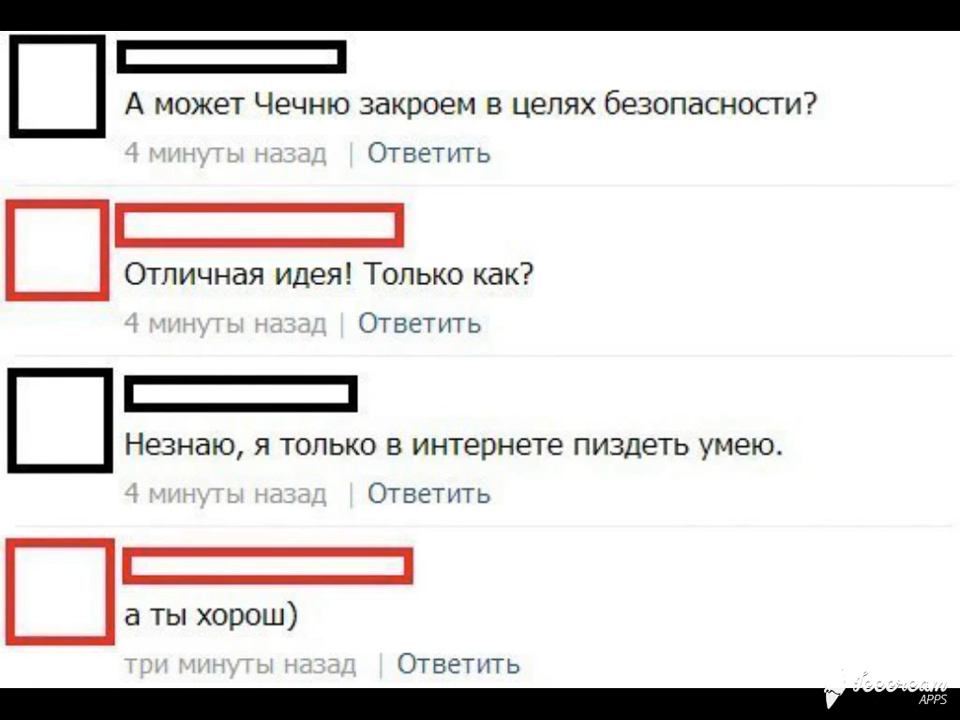 А может Чечню закроем в целях безопасности?
4 минуты назад | Ответить
Отличная идея! Только как?
4 минуты назад | Ответить
Незнаю, я только в интернете пиздеть умею.
4 минуты назад | Ответить
а ты хорош)
три минуты назад | Ответить
APPS